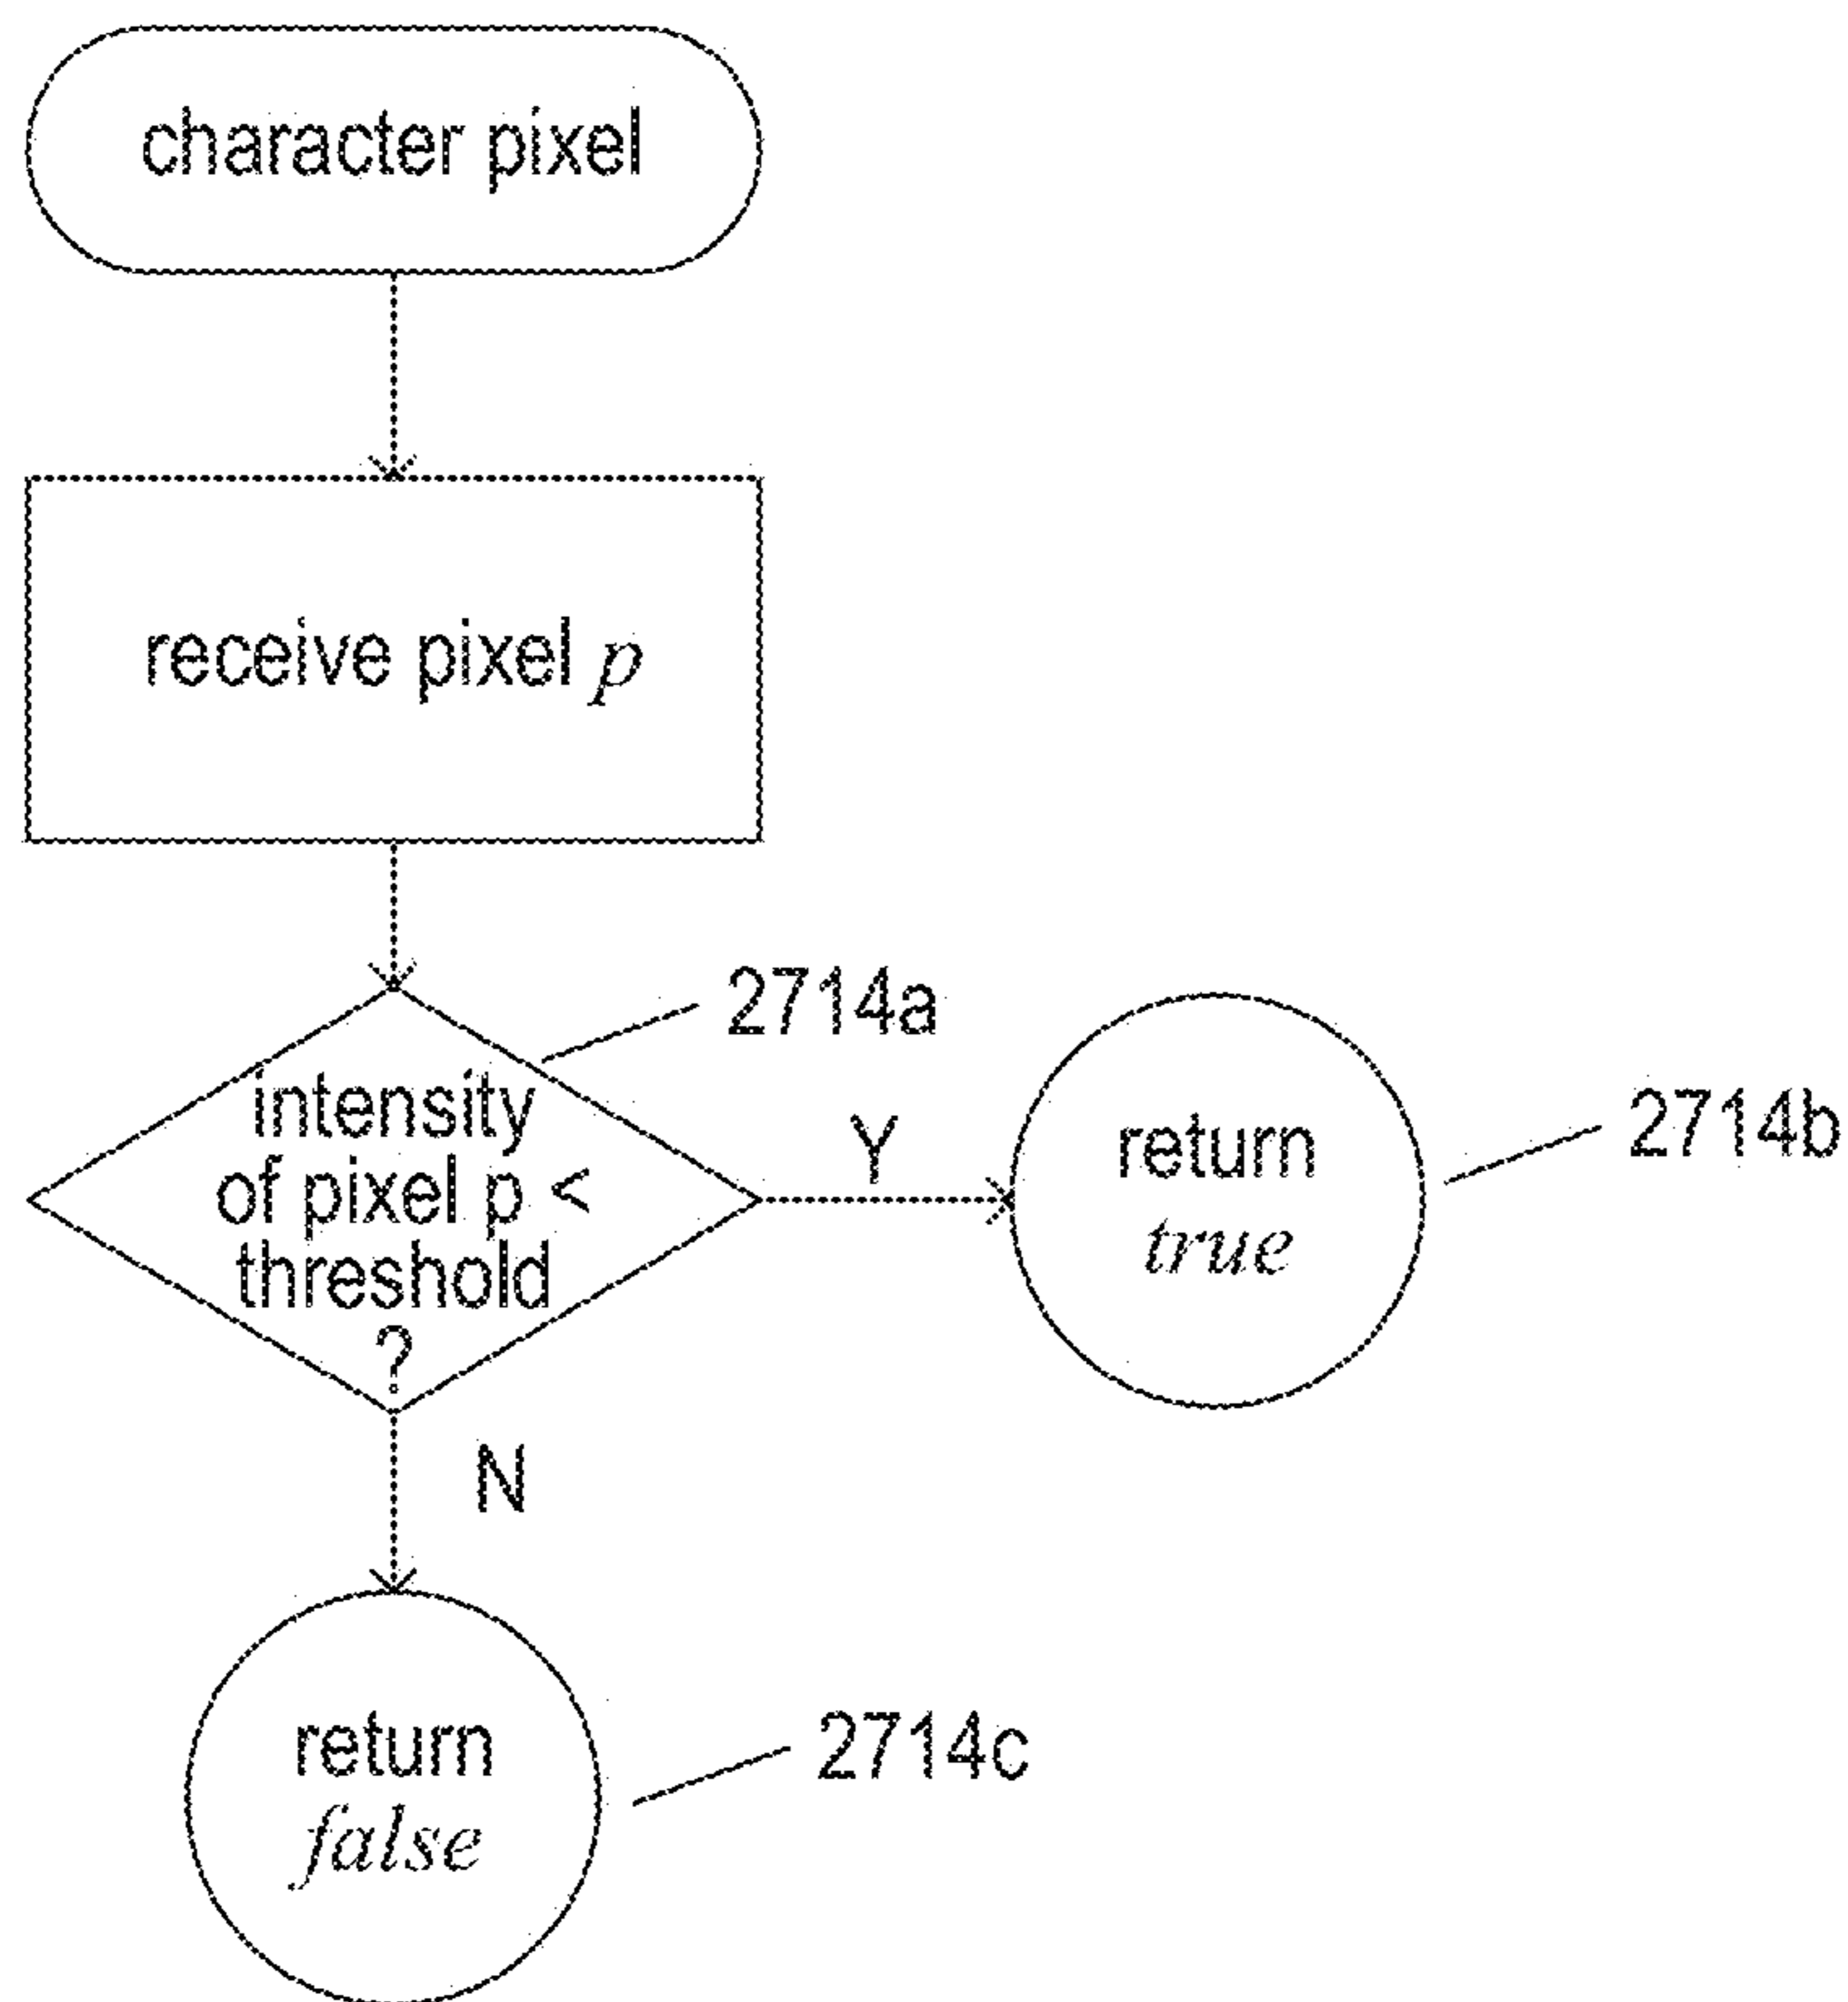 character pixel
receive pixel p
2714a
intensity
of pixel p <
threshold
?
Y
return
true
2714b
N
return
false
2714c